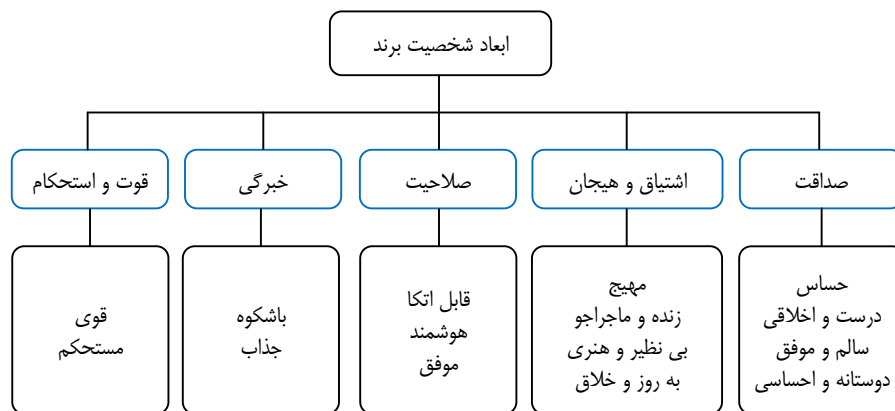 ابعاد شخصیت برند
صداقت
اشتیاق و هیجان
صلاحیت
خبرگی
قوت و استحکام
حساس
درست و اخلاقی
سالم و موفق
دوستانه و احساسی
مهیج
زنده و ماجراجو
بی نظیر و هنری
به روز و خلاق
قابل اتکا
هوشمند
موفق
باشکوه
جذاب
قوی
مستحکم